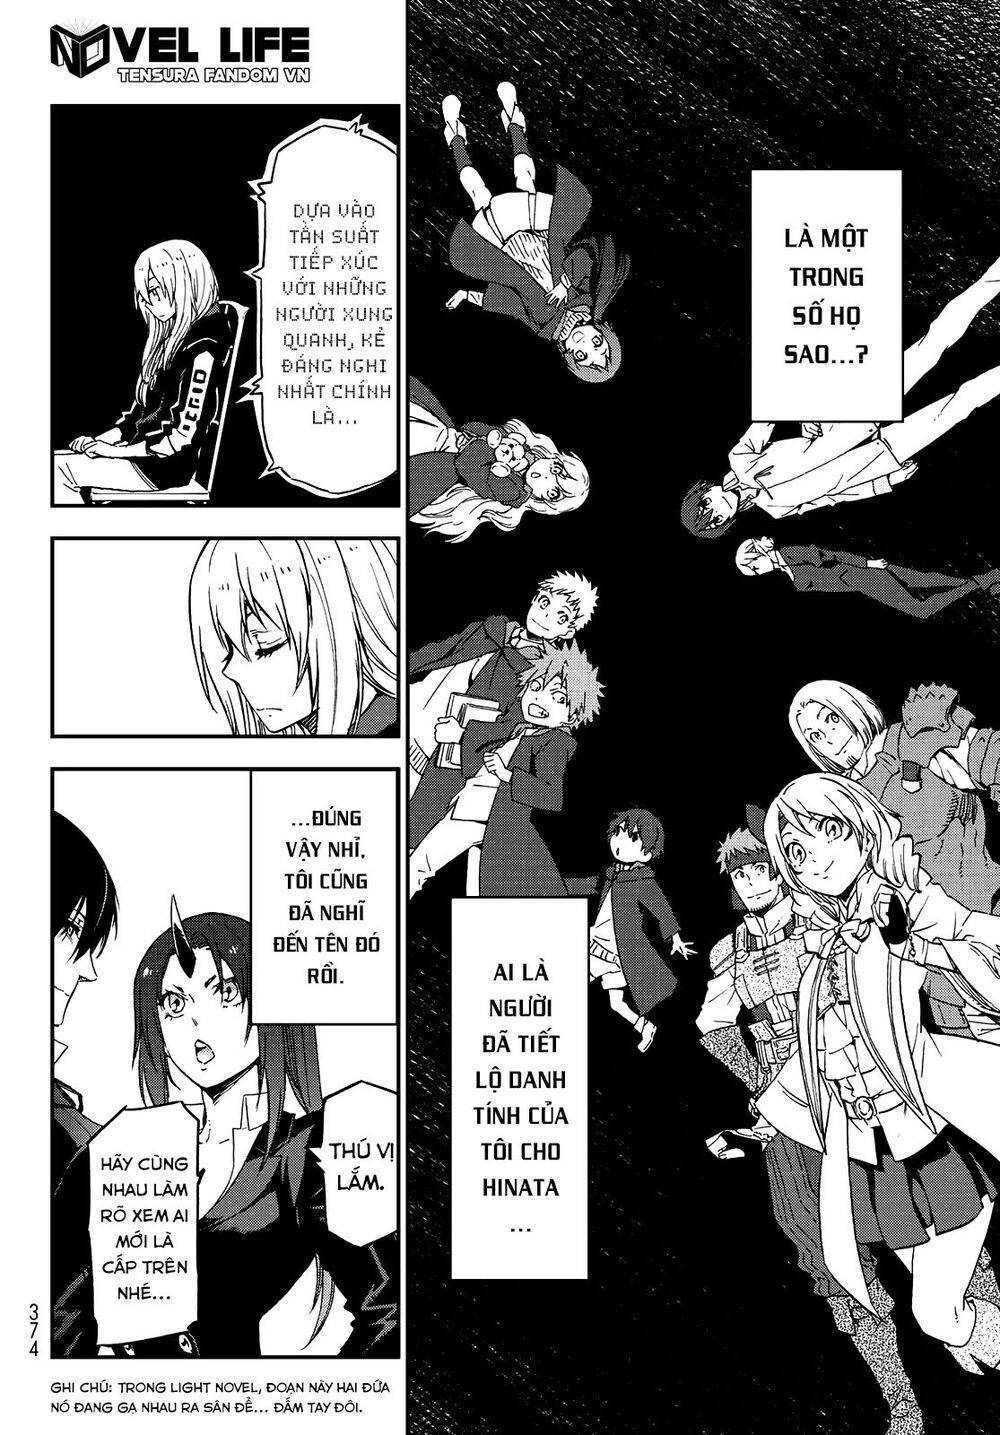 NOVEL LIFE
TENSURA FANDOM VN
LÀ MỘT
TRONG
SỐ HỌ
SAO...?
AI LÀ
NGƯỜI
ĐÃ TIẾT
LỘ DANH
TÍNH CỦA
TÔI CHO
HINATA
...
DỰA VÀO
TẦN SUẤT
TIẾP XÚC
VỚI NHỮNG
NGƯỜI XUNG
QUANH, KẺ
ĐÁNG NGHI
NHẤT CHÍNH
LÀ...
...ĐÚNG
VẬY NHỈ,
TÔI CŨNG
ĐÃ NGHĨ
ĐẾN TÊN ĐÓ
RỒI.
THÚ VỊ
LẮM.
HÃY CÙNG
NHAU LÀM
RÕ XEM AI
MỚI LÀ
CẤP TRÊN
NHÉ...
374
GHI CHÚ: TRONG LIGHT NOVEL, ĐOẠN NÀY HAI ĐỨA
NÓ ĐANG GẠ NHAU RA SÂN ĐỂ... ĐẤM TAY ĐÔI.